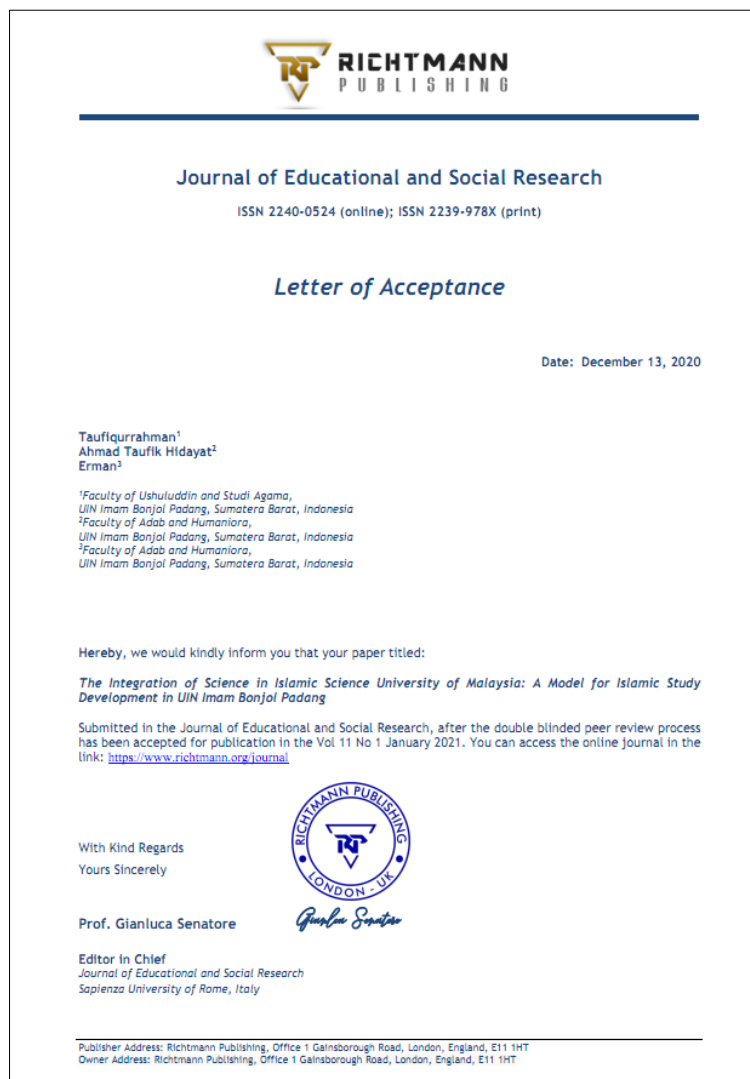 RP
RICHTMANN
PUBLISHING
Journal of Educational and Social Research
ISSN 2240-0524 (online); ISSN 2239-978X (print)
Letter of Acceptance
Date: December 13, 2020
Taufiqurrahman¹
Ahmad Taufik Hidayat²
Erman³
¹Faculty of Ushuluddin and Studi Agama,
UIN Imam Bonjol Padang, Sumatera Barat, Indonesia
²Faculty of Adab and Humaniora,
UIN Imam Bonjol Padang, Sumatera Barat, Indonesia
³Faculty of Adab and Humaniora,
UIN Imam Bonjol Padang, Sumatera Barat, Indonesia
Hereby, we would kindly inform you that your paper titled:
The Integration of Science in Islamic Science University of Malaysia: A Model for Islamic Study
Development in UIN Imam Bonjol Padang
Submitted in the Journal of Educational and Social Research, after the double blinded peer review process
has been accepted for publication in the Vol 11 No 1 January 2021. You can access the online journal in the
link: https://www.richtmann.org/journal
RICHTMANN PUBLISHING
RP
LONDON - UK
With Kind Regards
Yours Sincerely
Gianluca Senatore
Prof. Gianluca Senatore
Editor in Chief
Journal of Educational and Social Research
Sapienza University of Rome, Italy
Publisher Address: Richtmann Publishing, Office 1 Gainsborough Road, London, England, E11 1HT
Owner Address: Richtmann Publishing, Office 1 Gainsborough Road, London, England, E11 1HT